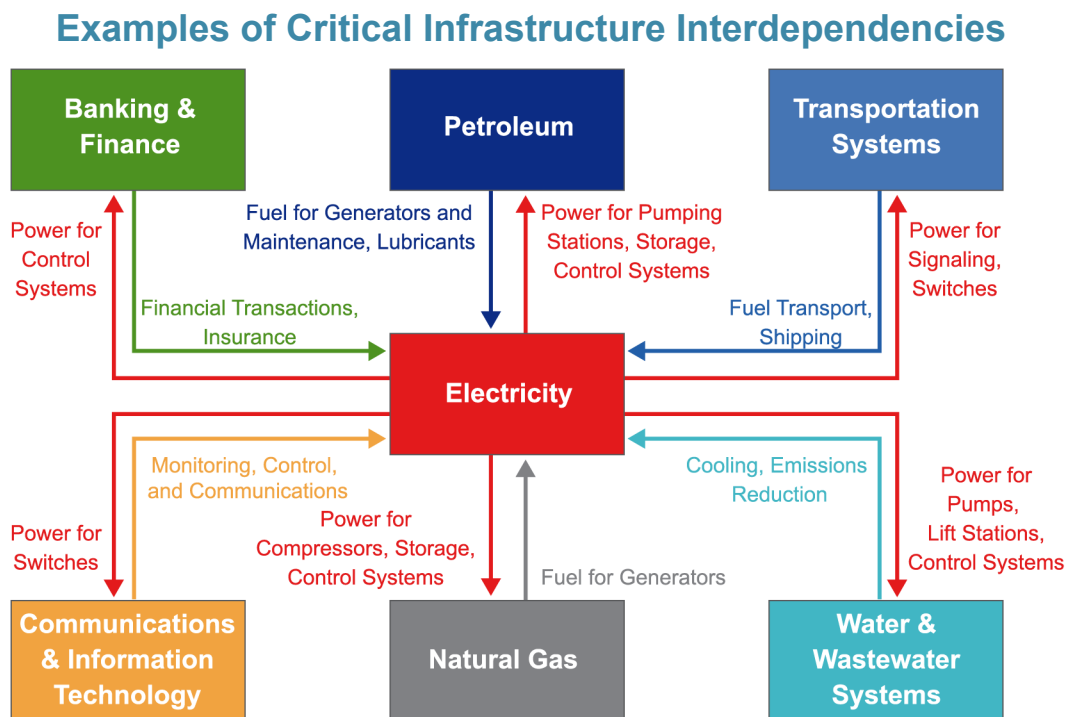 Examples of Critical Infrastructure Interdependencies
Banking &
Finance
Petroleum
Transportation
Systems
Power for
Control
Systems
Fuel for Generators and
Maintenance, Lubricants
Power for Pumping
Stations, Storage,
Control Systems
Power for
Signaling,
Switches
Financial Transactions,
Insurance
Fuel Transport,
Shipping
Electricity
Monitoring, Control,
and Communications
Cooling, Emissions
Reduction
Power for
Switches
Power for
Compressors, Storage,
Control Systems
Fuel for Generators
Power for
Pumps,
Lift Stations,
Control Systems
Communications
& Information
Technology
Natural Gas
Water &
Wastewater
Systems